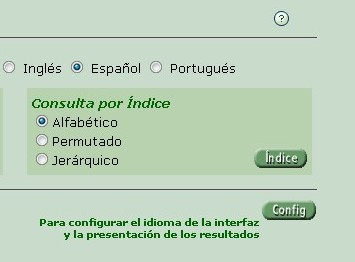 ?
Inglés Español Portugués
Consulta por Índice
Alfabético
Permutado
Jerárquico
Índice
Config
Para configurar el idioma de la interfaz
y la presentación de los resultados